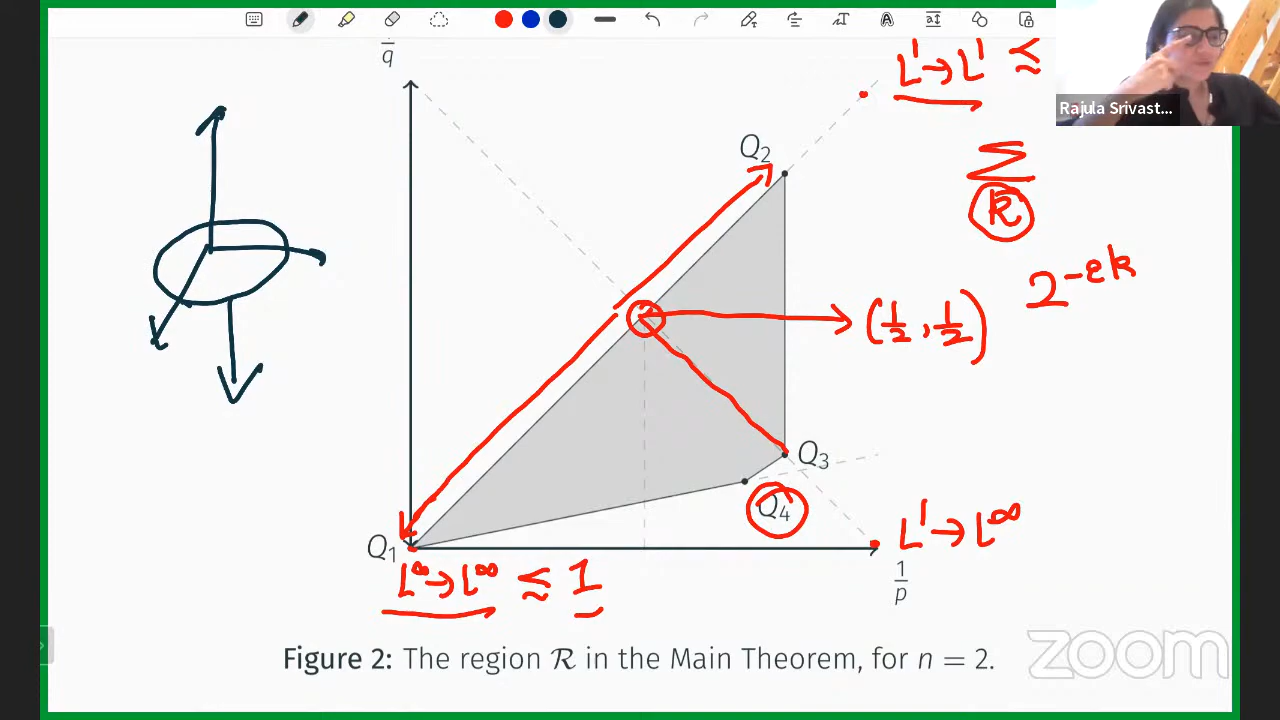 1/q
L¹→L¹ ≲
Rajula Srivast...
Q₂
Σ
k
2^{-εk}
(1/2, 1/2)
Q₃
Q₄
L¹→L^∞
Q₁
L^∞→L^∞ ≲ 1
1/p
Figure 2: The region ℛ in the Main Theorem, for n = 2.
zoom